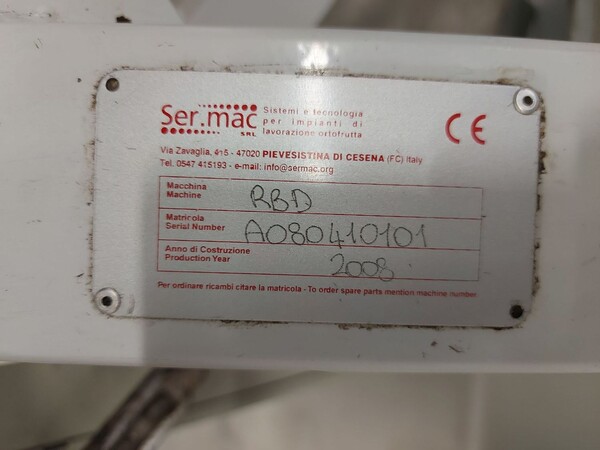 Ser.mac SRL
Sistemi e tecnologia
per impianti di
lavorazione ortofrutta
CE
Via Zavaglia, 415 - 47020 PIEVESISTINA DI CESENA (FC) Italy
Tel. 0547 415193 - e-mail: info@sermac.org
Macchina
Machine
RBD
Matricola
Serial Number
A080410101
Anno di Costruzione
Production Year
2008
Per ordinare ricambi citare la matricola - To order spare parts mention machine number